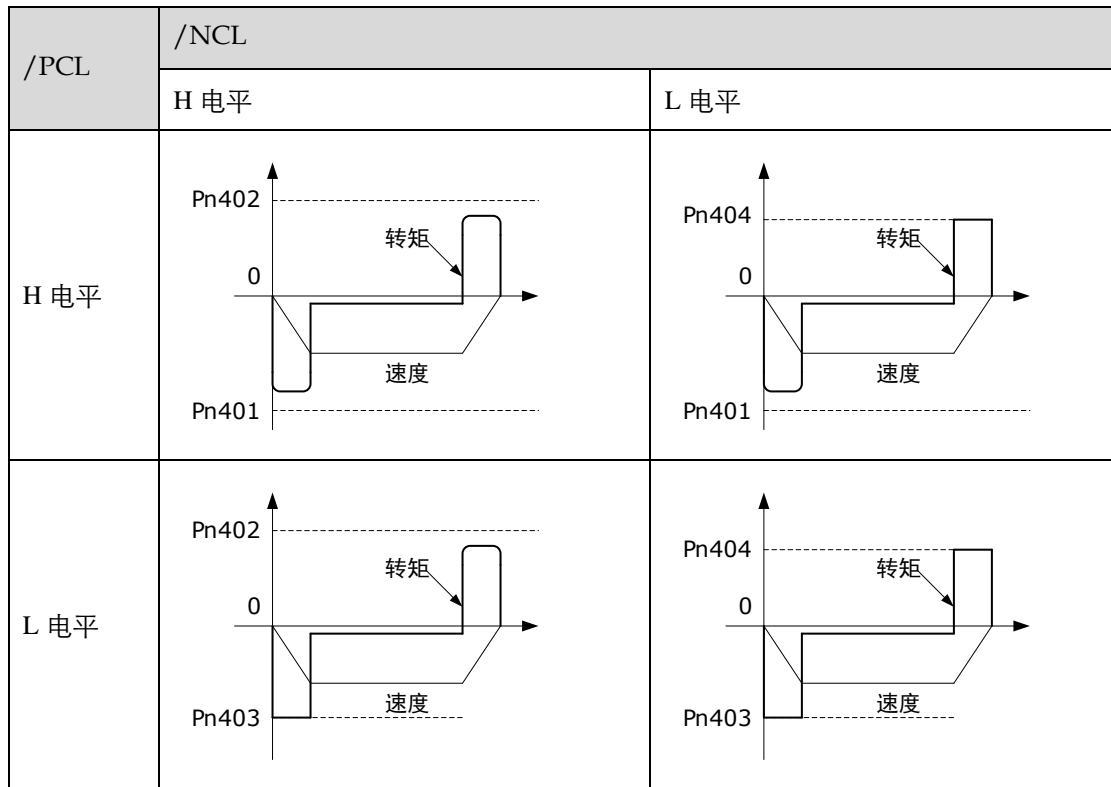 /PCL
/NCL
H 电平
L 电平
H 电平
Pn402
转矩
0
速度
Pn401
Pn404
转矩
0
速度
Pn401
L 电平
Pn402
转矩
0
速度
Pn403
Pn404
转矩
0
速度
Pn403